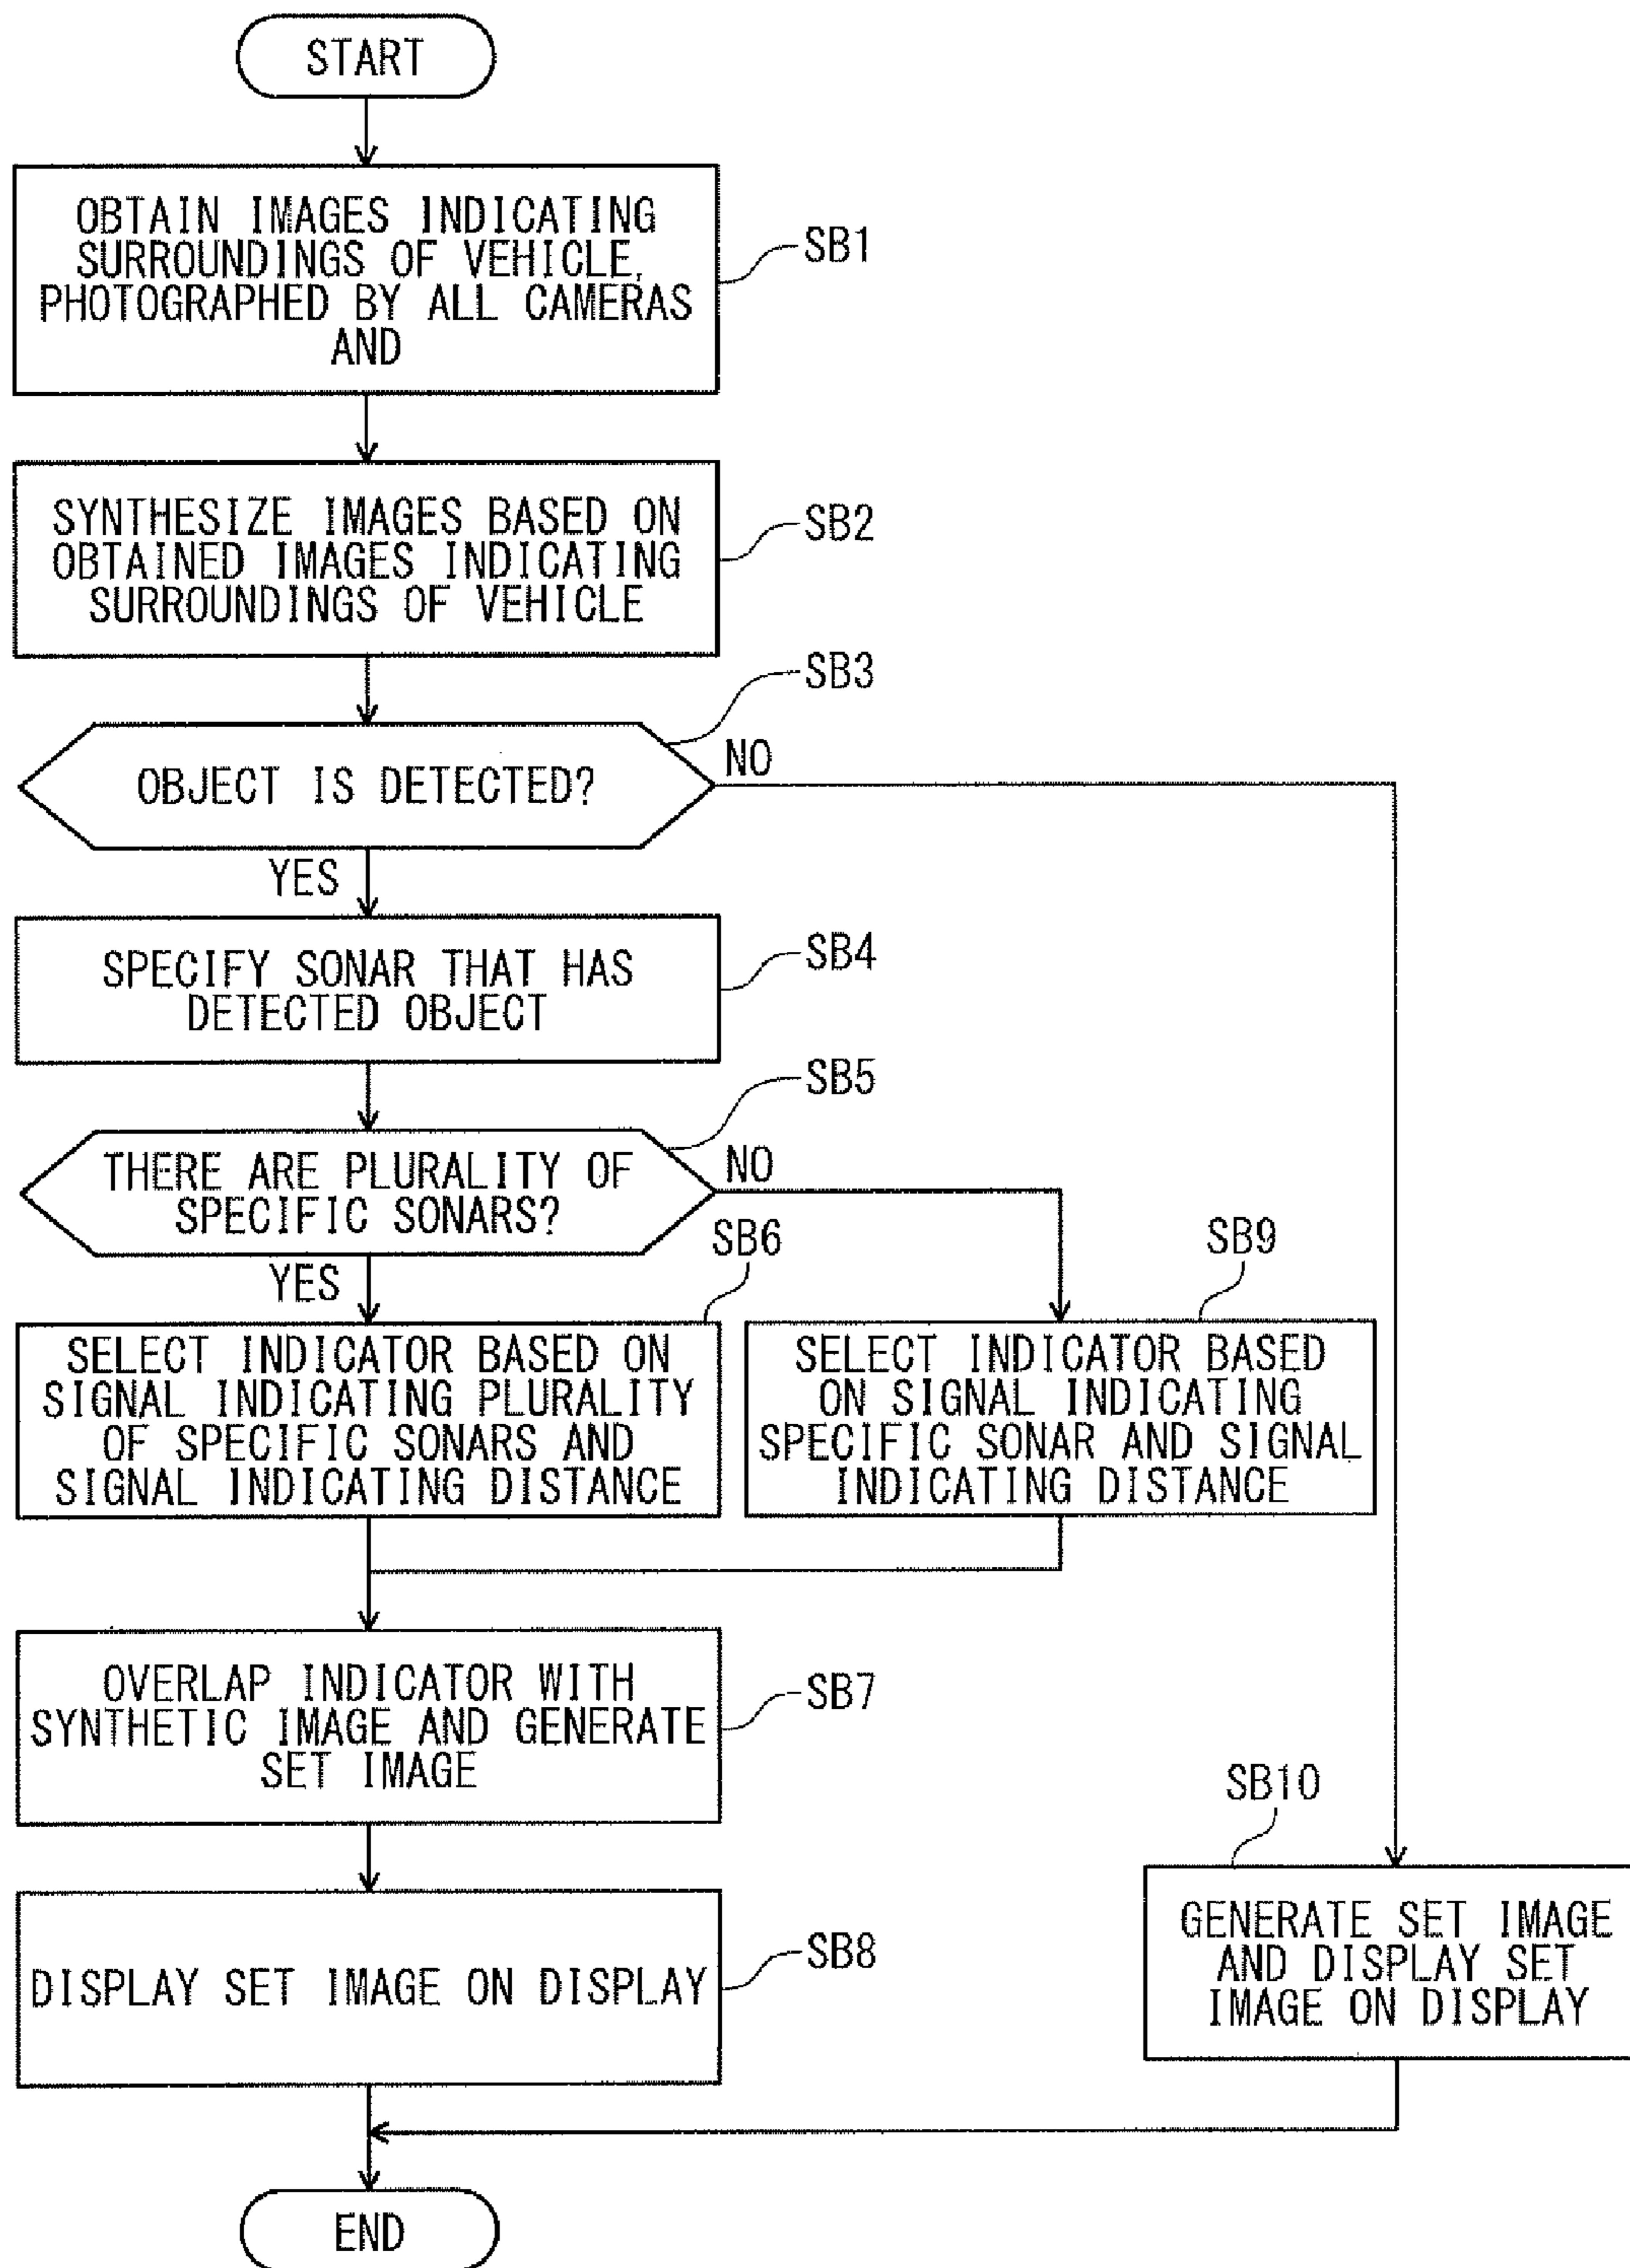 START
OBTAIN IMAGES INDICATING
SURROUNDINGS OF VEHICLE,
PHOTOGRAPHED BY ALL CAMERAS
AND
SB1
SYNTHESIZE IMAGES BASED ON
OBTAINED IMAGES INDICATING
SURROUNDINGS OF VEHICLE
SB2
SB3
OBJECT IS DETECTED?
NO
YES
SPECIFY SONAR THAT HAS
DETECTED OBJECT
SB4
SB5
THERE ARE PLURALITY OF
SPECIFIC SONARS?
NO
YES
SB6
SELECT INDICATOR BASED ON
SIGNAL INDICATING PLURALITY
OF SPECIFIC SONARS AND
SIGNAL INDICATING DISTANCE
SB9
SELECT INDICATOR BASED
ON SIGNAL INDICATING
SPECIFIC SONAR AND SIGNAL
INDICATING DISTANCE
OVERLAP INDICATOR WITH
SYNTHETIC IMAGE AND GENERATE
SET IMAGE
SB7
DISPLAY SET IMAGE ON DISPLAY
SB8
SB10
GENERATE SET IMAGE
AND DISPLAY SET
IMAGE ON DISPLAY
END